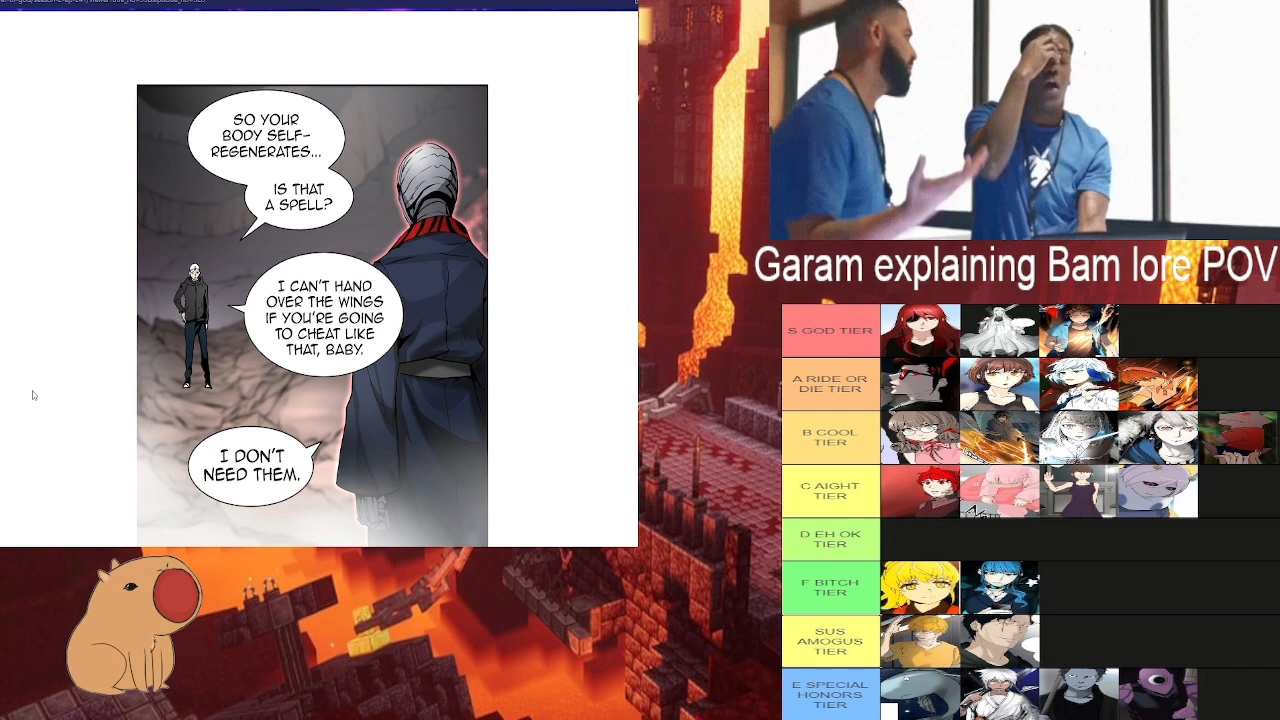 SO YOUR
BODY SELF-
REGENERATES...
IS THAT
A SPELL?
I CAN'T HAND
OVER THE WINGS
IF YOU'RE GOING
TO CHEAT LIKE
THAT, BABY.
I DON'T
NEED THEM.
Garam explaining Bam lore POV
S GOD TIER
A RIDE OR
DIE TIER
B COOL
TIER
C AIGHT
TIER
D EH OK
TIER
F BITCH
TIER
SUS
AMOGUS
TIER
E SPECIAL
HONORS
TIER